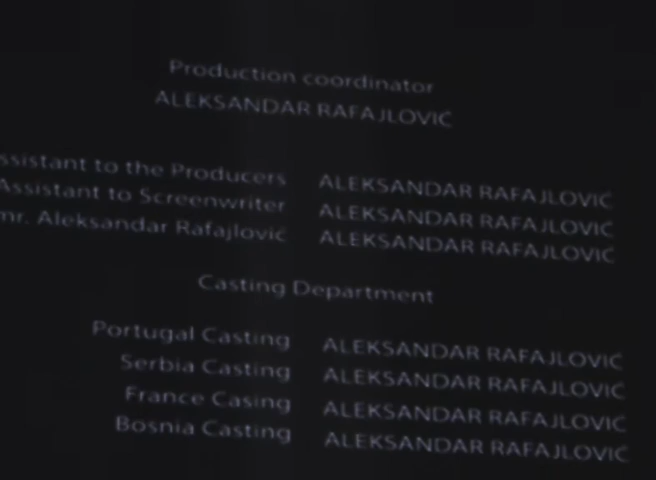 Production coordinator
ALEKSANDAR RAFAJLOVIĆ
ssistant to the Producers ALEKSANDAR RAFAJLOVIĆ
Assistant to Screenwriter ALEKSANDAR RAFAJLOVIĆ
mr. Aleksandar Rafajlović ALEKSANDAR RAFAJLOVIĆ
Casting Department
Portugal Casting ALEKSANDAR RAFAJLOVIĆ
Serbia Casting ALEKSANDAR RAFAJLOVIĆ
France Casing ALEKSANDAR RAFAJLOVIĆ
Bosnia Casting ALEKSANDAR RAFAJLOVIĆ